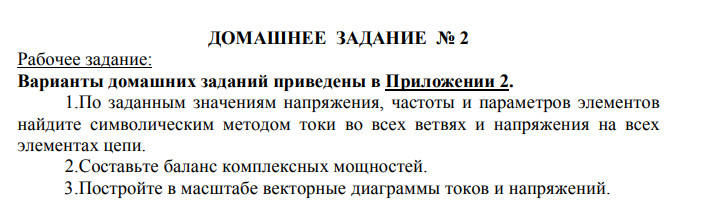 ДОМАШНЕЕ ЗАДАНИЕ № 2
Рабочее задание:
Варианты домашних заданий приведены в Приложении 2.
1.По заданным значениям напряжения, частоты и параметров элементов
найдите символическим методом токи во всех ветвях и напряжения на всех
элементах цепи.
2.Составьте баланс комплексных мощностей.
3.Постройте в масштабе векторные диаграммы токов и напряжений.